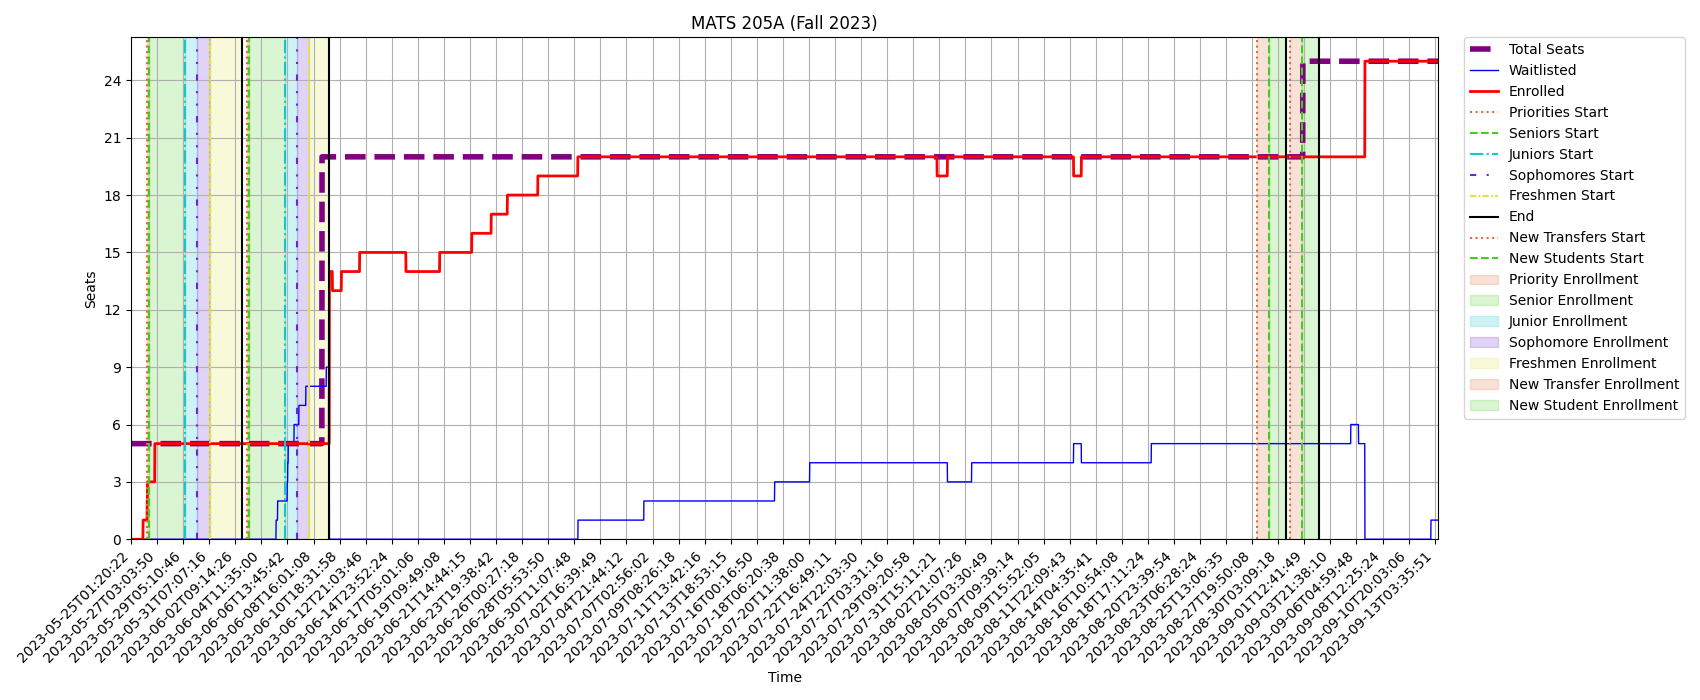 MATS 205A (Fall 2023)
Seats
24
21
18
15
12
9
6
3
0
2023-05-25T01:20:22
2023-05-27T03:03:50
2023-05-29T05:10:46
2023-05-31T07:07:16
2023-06-02T09:14:26
2023-06-04T11:35:00
2023-06-06T13:45:42
2023-06-08T16:01:08
2023-06-10T18:31:58
2023-06-12T21:03:46
2023-06-14T23:52:24
2023-06-17T05:01:06
2023-06-19T09:49:08
2023-06-21T14:44:15
2023-06-23T19:38:42
2023-06-26T00:27:18
2023-06-28T05:53:50
2023-06-30T11:07:48
2023-07-02T16:39:49
2023-07-04T21:44:12
2023-07-07T02:56:02
2023-07-09T08:26:18
2023-07-11T13:42:16
2023-07-13T18:53:15
2023-07-16T00:16:50
2023-07-18T06:20:38
2023-07-20T11:38:00
2023-07-22T16:49:11
2023-07-24T22:03:30
2023-07-27T03:31:16
2023-07-29T09:20:58
2023-07-31T15:11:21
2023-08-02T21:07:26
2023-08-05T03:30:49
2023-08-07T09:39:14
2023-08-09T15:52:05
2023-08-11T22:09:43
2023-08-14T04:35:41
2023-08-16T10:54:08
2023-08-18T17:11:24
2023-08-20T23:39:54
2023-08-23T06:28:24
2023-08-25T13:06:35
2023-08-27T19:50:08
2023-08-30T03:09:18
2023-09-01T12:41:49
2023-09-03T21:38:10
2023-09-06T04:59:48
2023-09-08T12:25:24
2023-09-10T20:03:06
2023-09-13T03:35:51
Time
Total Seats
Waitlisted
Enrolled
Priorities Start
Seniors Start
Juniors Start
Sophomores Start
Freshmen Start
End
New Transfers Start
New Students Start
Priority Enrollment
Senior Enrollment
Junior Enrollment
Sophomore Enrollment
Freshmen Enrollment
New Transfer Enrollment
New Student Enrollment